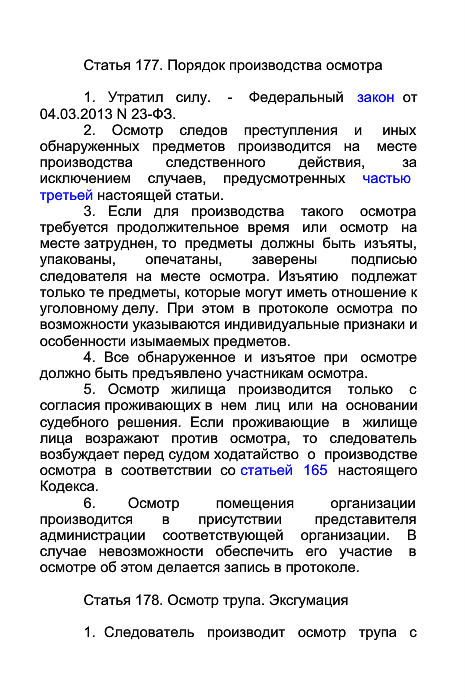 Статья 177. Порядок производства осмотра
1. Утратил силу. - Федеральный закон от
04.03.2013 N 23-ФЗ.
2. Осмотр следов преступления и иных
обнаруженных предметов производится на месте
производства следственного действия, за
исключением случаев, предусмотренных частью
третьей настоящей статьи.
3. Если для производства такого осмотра
требуется продолжительное время или осмотр на
месте затруднен, то предметы должны быть изъяты,
упакованы, опечатаны, заверены подписью
следователя на месте осмотра. Изъятию подлежат
только те предметы, которые могут иметь отношение к
уголовному делу. При этом в протоколе осмотра по
возможности указываются индивидуальные признаки и
особенности изымаемых предметов.
4. Все обнаруженное и изъятое при осмотре
должно быть предъявлено участникам осмотра.
5. Осмотр жилища производится только с
согласия проживающих в нем лиц или на основании
судебного решения. Если проживающие в жилище
лица возражают против осмотра, то следователь
возбуждает перед судом ходатайство о производстве
осмотра в соответствии со статьей 165 настоящего
Кодекса.
6. Осмотр помещения организации
производится в присутствии представителя
администрации соответствующей организации. В
случае невозможности обеспечить его участие в
осмотре об этом делается запись в протоколе.
Статья 178. Осмотр трупа. Эксгумация
1. Следователь производит осмотр трупа с